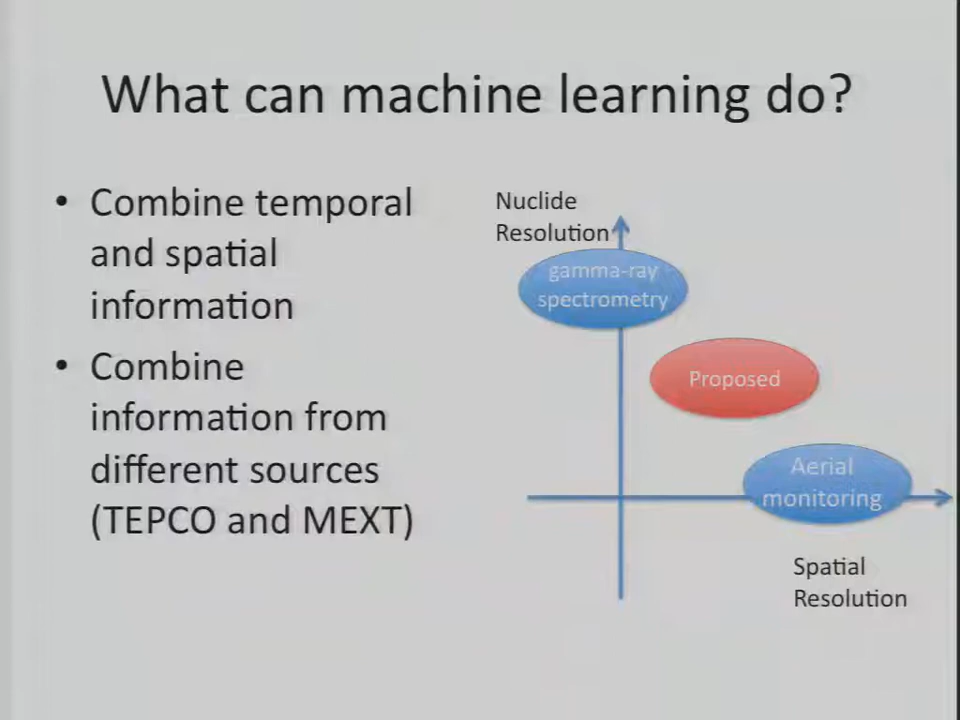 What can machine learning do?
• Combine temporal
and spatial
information
• Combine
information from
different sources
(TEPCO and MEXT)
Nuclide
Resolution
gamma-ray
spectrometry
Proposed
Aerial
monitoring
Spatial
Resolution